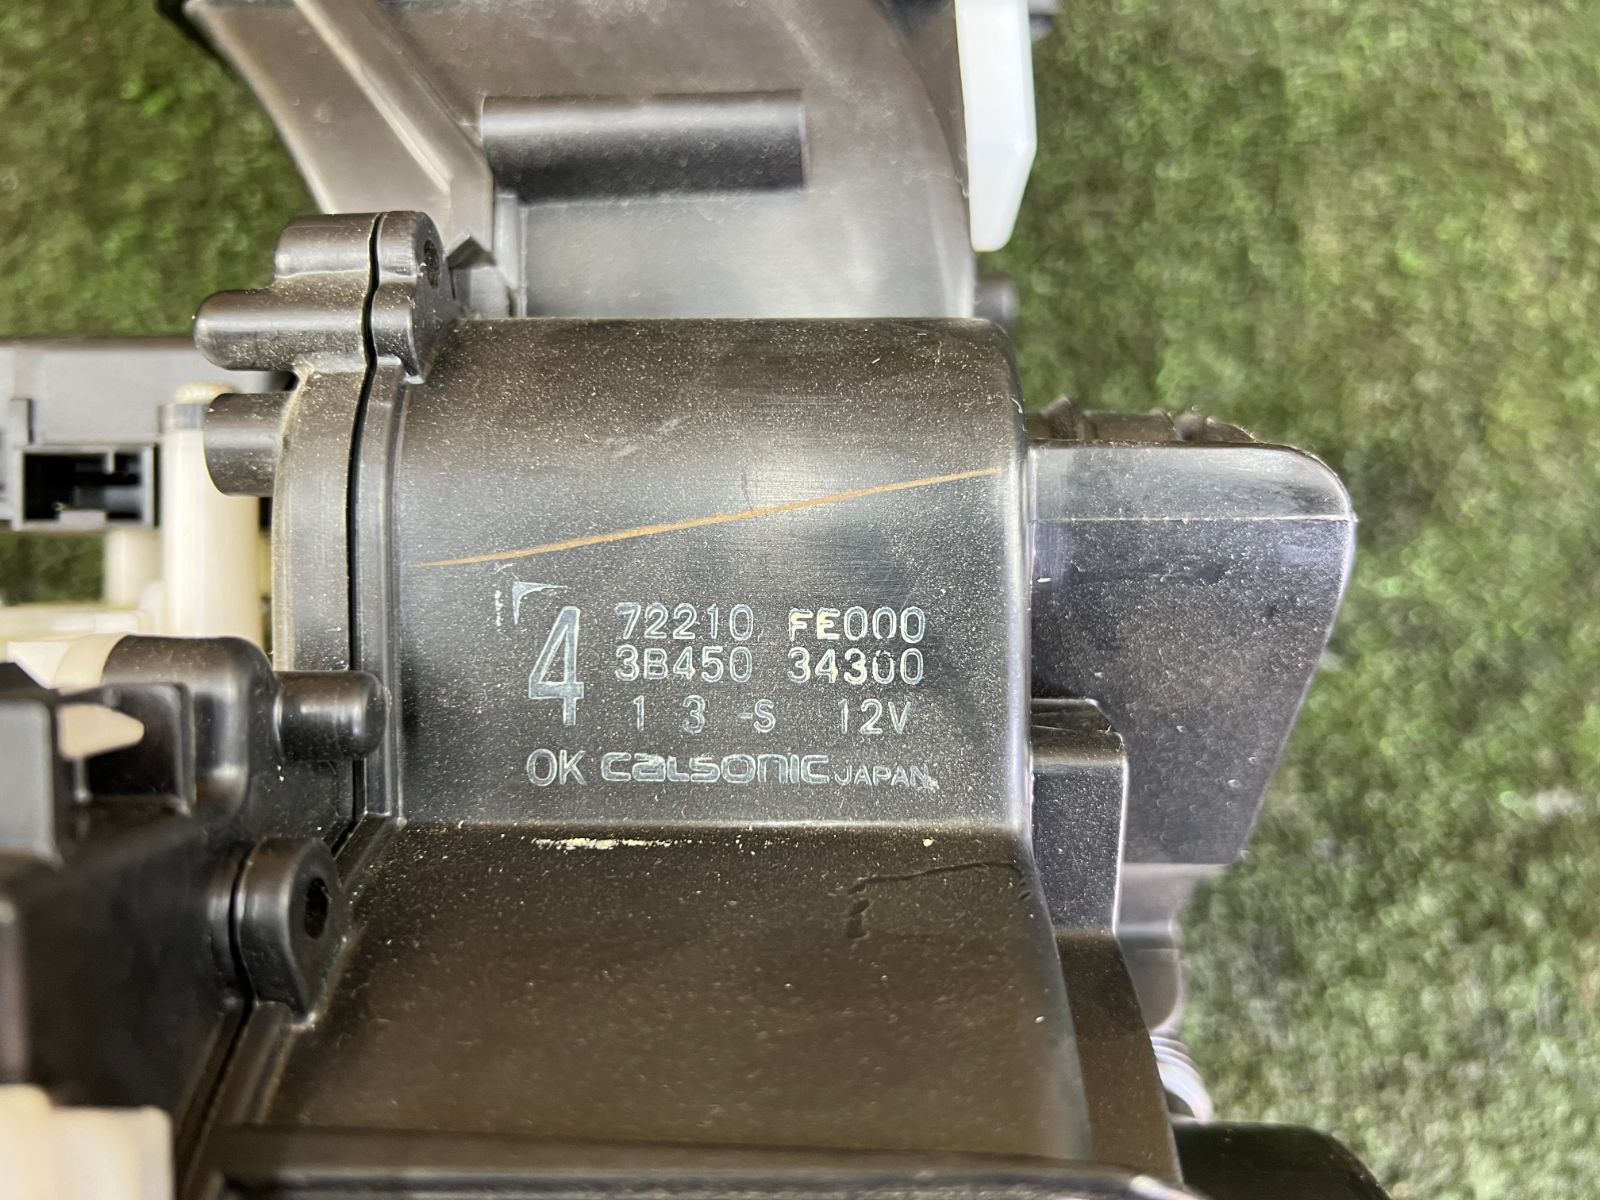 4
72210 FE000
3B450 34300
1 3 -S 12V
OK CALSONIC JAPAN